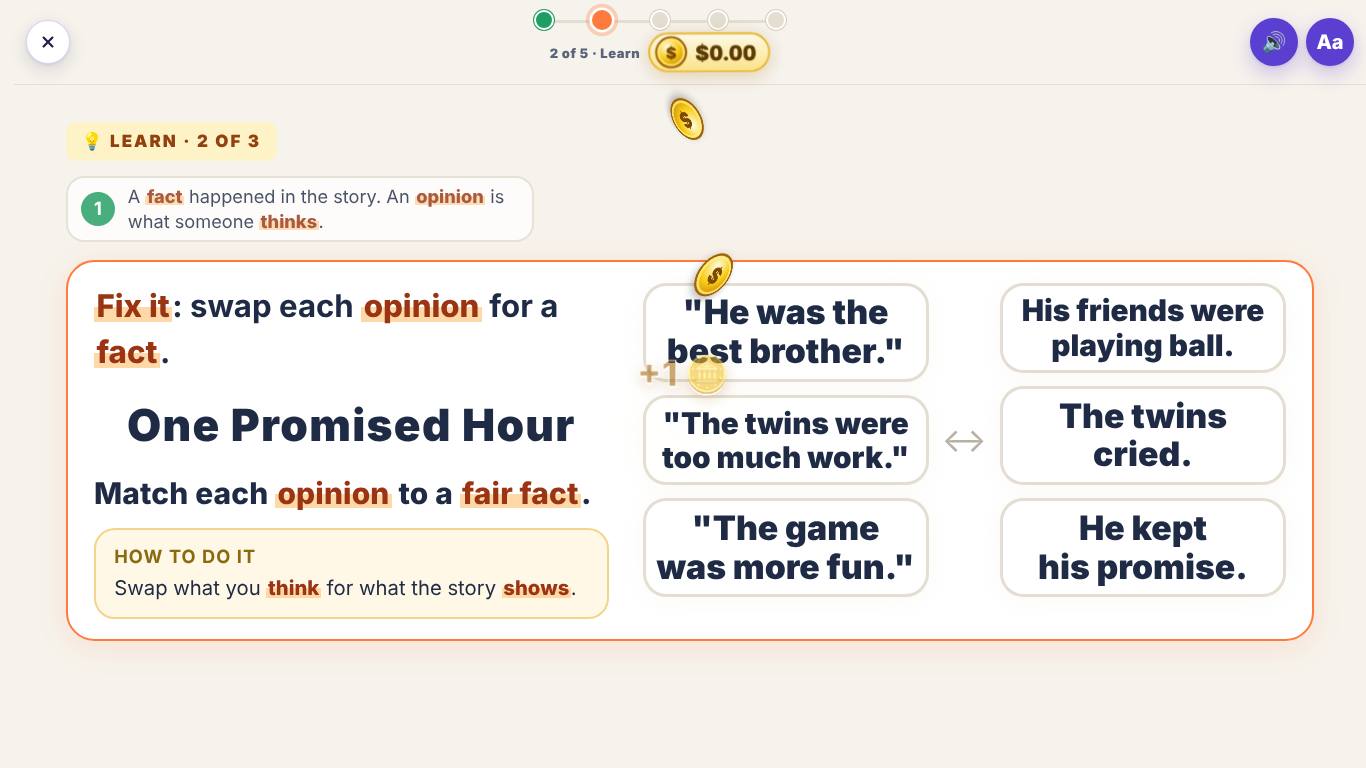 2 of 5 · Learn
$ $0.00
Aa
$
💡 LEARN · 2 OF 3
1
A fact happened in the story. An opinion is
what someone thinks.
Fix it: swap each opinion for a
fact.
One Promised Hour
Match each opinion to a fair fact.
HOW TO DO IT
Swap what you think for what the story shows.
$
"He was the
best brother."
+1
"The twins were
too much work."
"The game
was more fun."
↔
His friends were
playing ball.
The twins
cried.
He kept
his promise.